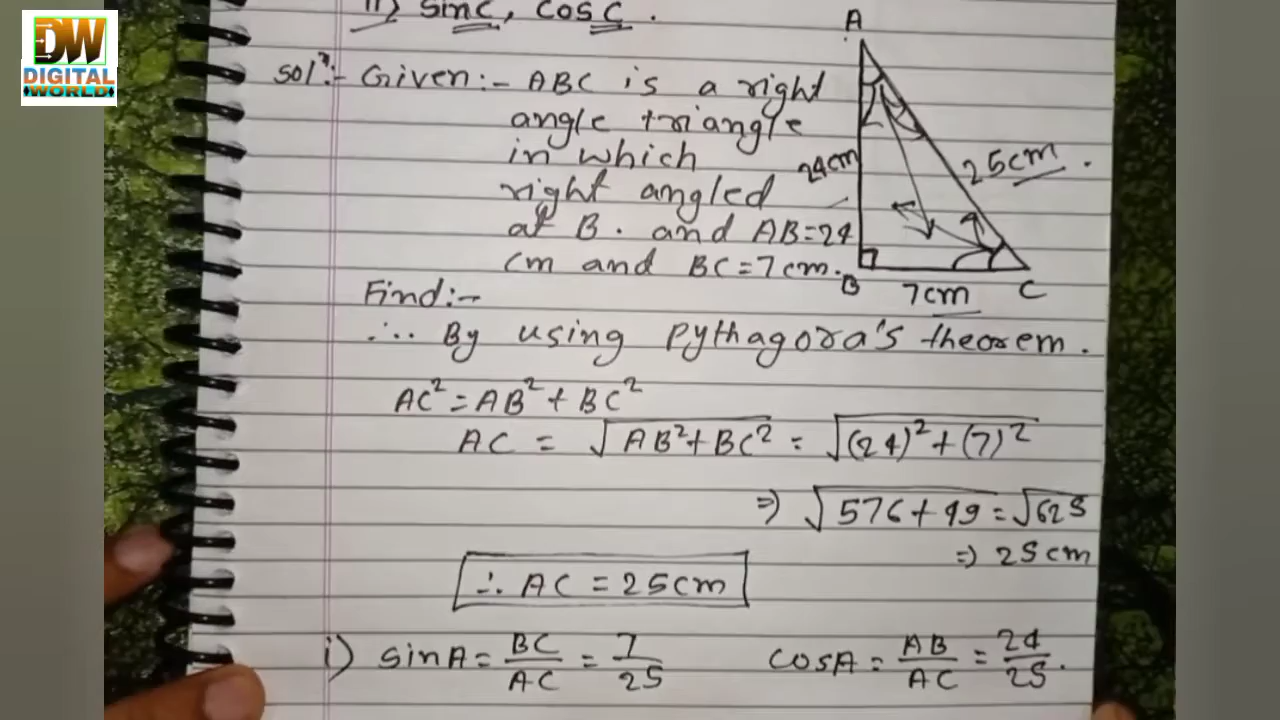 DW
DIGITAL
WORLD
ii) sinc, cosc.
solⁿ:- Given:- ABC is a right
angle triangle
in which
right angled
at B. and AB=24
cm and BC=7cm.
A
24cm
25cm.
B
7cm
C
Find:-
∴ By using pythagora's theorem.
AC² = AB² + BC²
AC = √AB²+BC² = √(24)²+(7)²
⇒ √576+49 = √625
⇒ 25cm
∴ AC = 25cm
i) sinA = BC/AC = 7/25 cosA = AB/AC = 24/25.